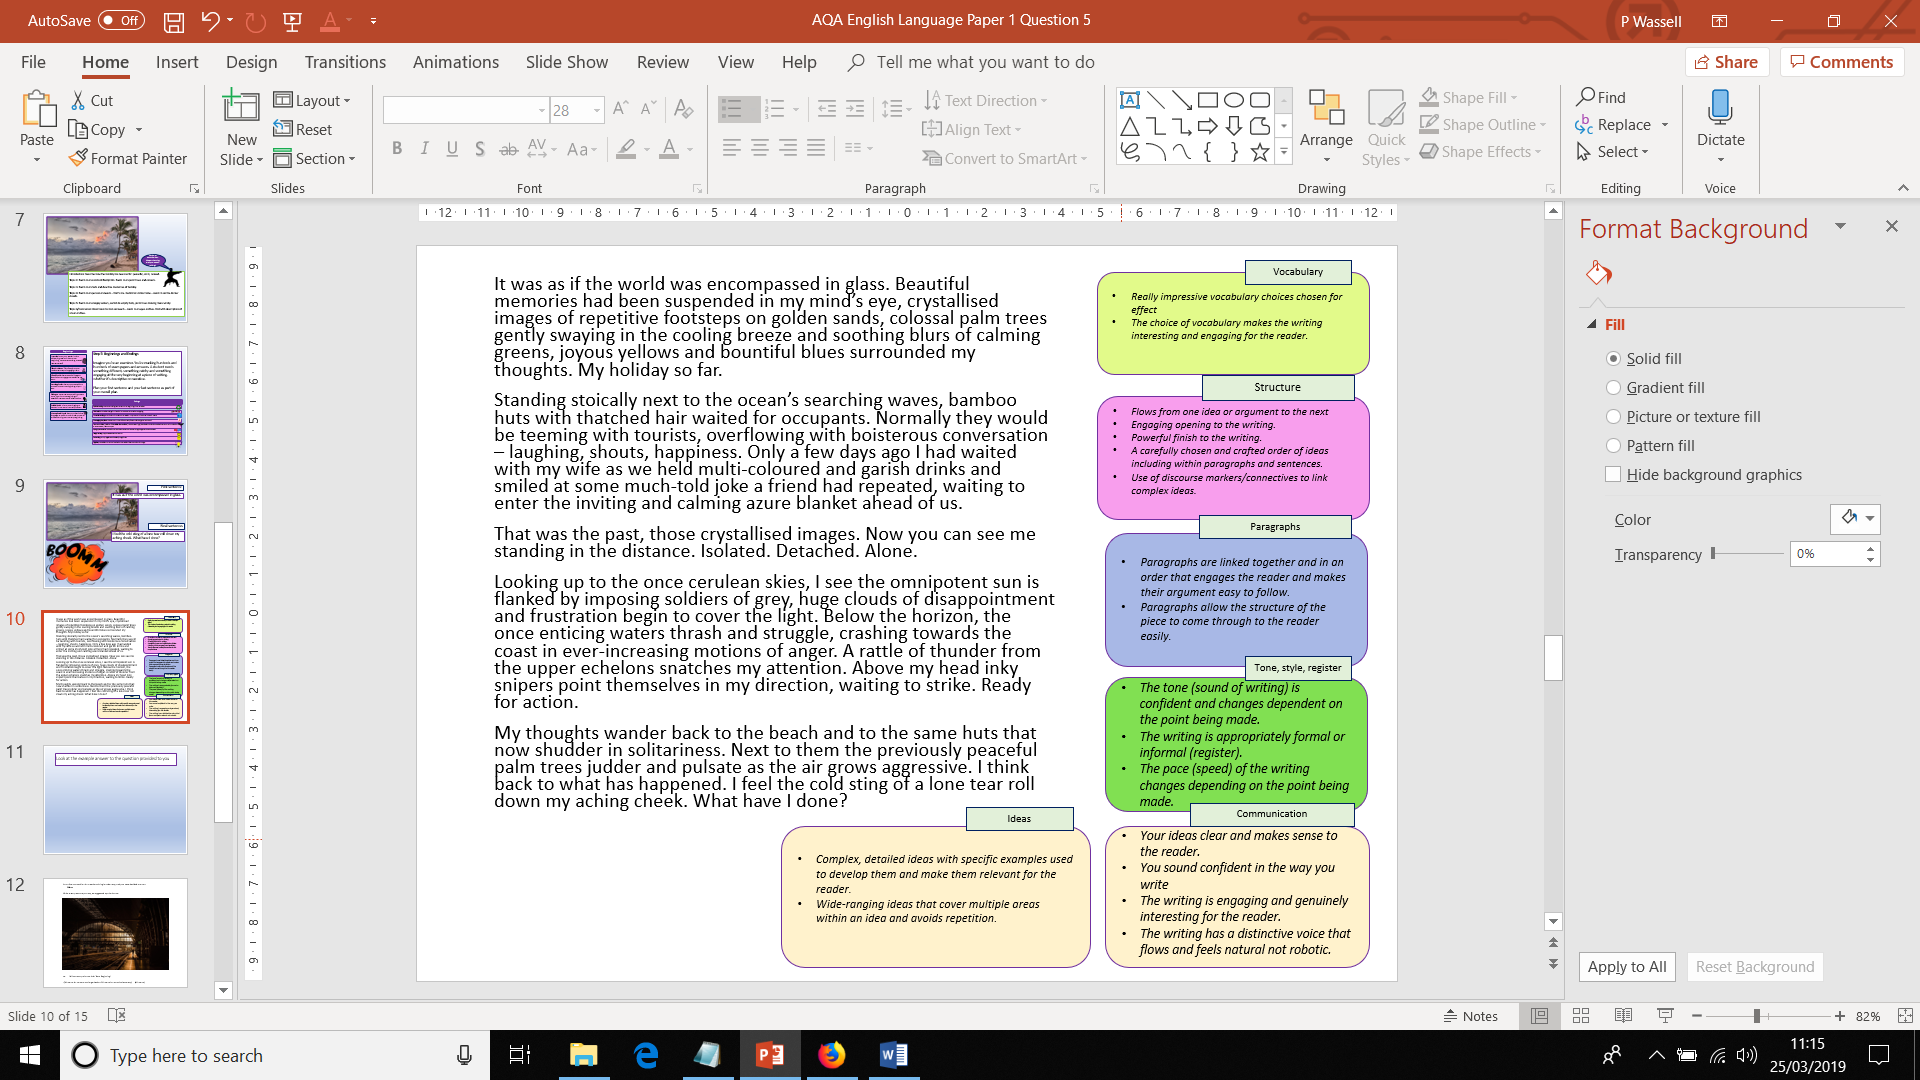 AutoSave Off
AQA English Language Paper 1 Question 5
P Wassell
File Home Insert Design Transitions Animations Slide Show Review View Help Tell me what you want to do
Share Comments
Paste
Cut
Copy
Format Painter
Clipboard
New
Slide
Layout
Reset
Section
Slides
28
Font
Text Direction
Align Text
Convert to SmartArt
Paragraph
Arrange
Quick
Styles
Shape Fill
Shape Outline
Shape Effects
Drawing
Find
Replace
Select
Editing
Dictate
Voice
7
8
9
10
11
12
BOOMM
Look at the example answer to the question provided to you
It was as if the world was encompassed in glass. Beautiful
memories had been suspended in my mind's eye, crystallised
images of repetitive footsteps on golden sands, colossal palm trees
gently swaying in the cooling breeze and soothing blurs of calming
greens, joyous yellows and bountiful blues surrounded my
thoughts. My holiday so far.
Standing stoically next to the ocean's searching waves, bamboo
huts with thatched hair waited for occupants. Normally they would
be teeming with tourists, overflowing with boisterous conversation
– laughing, shouts, happiness. Only a few days ago I had waited
with my wife as we held multi-coloured and garish drinks and
smiled at some much-told joke a friend had repeated, waiting to
enter the inviting and calming azure blanket ahead of us.
That was the past, those crystallised images. Now you can see me
standing in the distance. Isolated. Detached. Alone.
Looking up to the once cerulean skies, I see the omnipotent sun is
flanked by imposing soldiers of grey, huge clouds of disappointment
and frustration begin to cover the light. Below the horizon, the
once enticing waters thrash and struggle, crashing towards the
coast in ever-increasing motions of anger. A rattle of thunder from
the upper echelons snatches my attention. Above my head inky
snipers point themselves in my direction, waiting to strike. Ready
for action.
My thoughts wander back to the beach and to the same huts that
now shudder in solitariness. Next to them the previously peaceful
palm trees judder and pulsate as the air grows aggressive. I think
back to what has happened. I feel the cold sting of a lone tear roll
down my aching cheek. What have I done?
Vocabulary
• Really impressive vocabulary choices chosen for
effect
• The choice of vocabulary makes the writing
interesting and engaging for the reader.
Structure
• Flows from one idea or argument to the next
• Engaging opening to the writing.
• Powerful finish to the writing.
• A carefully chosen and crafted order of ideas
including within paragraphs and sentences.
• Use of discourse markers/connectives to link
complex ideas.
Paragraphs
• Paragraphs are linked together and in an
order that engages the reader and makes
their argument easy to follow.
• Paragraphs allow the structure of the
piece to come through to the reader
easily.
Tone, style, register
• The tone (sound of writing) is
confident and changes dependent on
the point being made.
• The writing is appropriately formal or
informal (register).
• The pace (speed) of the writing
changes depending on the point being
made.
Ideas
• Complex, detailed ideas with specific examples used
to develop them and make them relevant for the
reader.
• Wide-ranging ideas that cover multiple areas
within an idea and avoids repetition.
Communication
• Your ideas clear and makes sense to
the reader.
• You sound confident in the way you
write
• The writing is engaging and genuinely
interesting for the reader.
• The writing has a distinctive voice that
flows and feels natural not robotic.
Format Background
Fill
Solid fill
Gradient fill
Picture or texture fill
Pattern fill
Hide background graphics
Color
Transparency 0%
Apply to All Reset Background
Slide 10 of 15
Notes
82%
Type here to search
11:15
25/03/2019